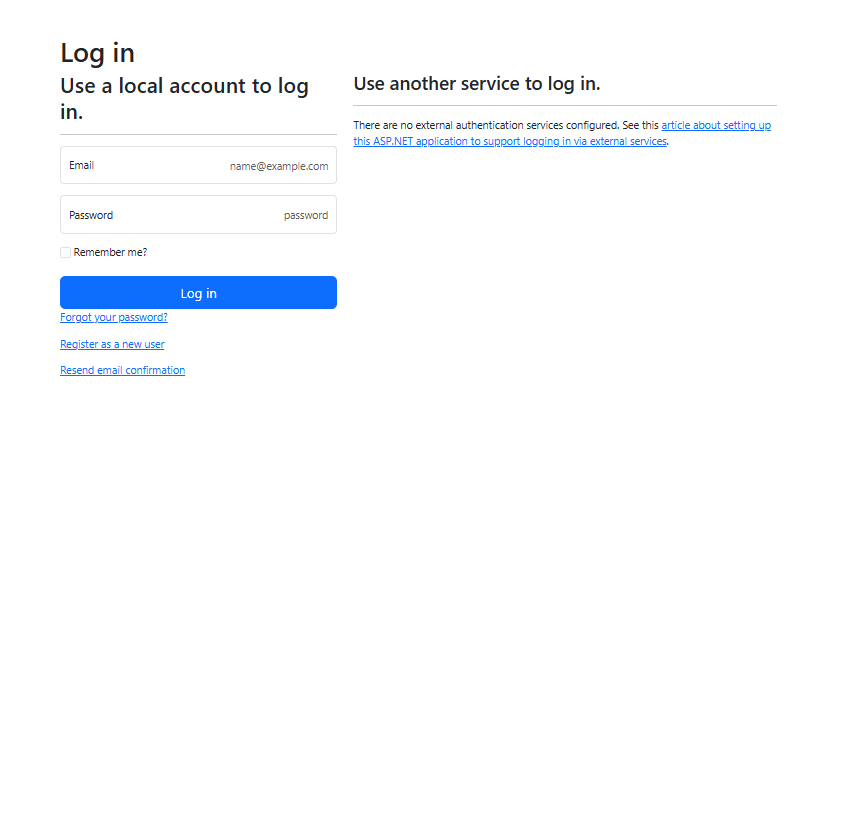 Log in
Use a local account to log
in.
Email name@example.com
Password password
Remember me?
Log in
Forgot your password?
Register as a new user
Resend email confirmation
Use another service to log in.
There are no external authentication services configured. See this article about setting up
this ASP.NET application to support logging in via external services.